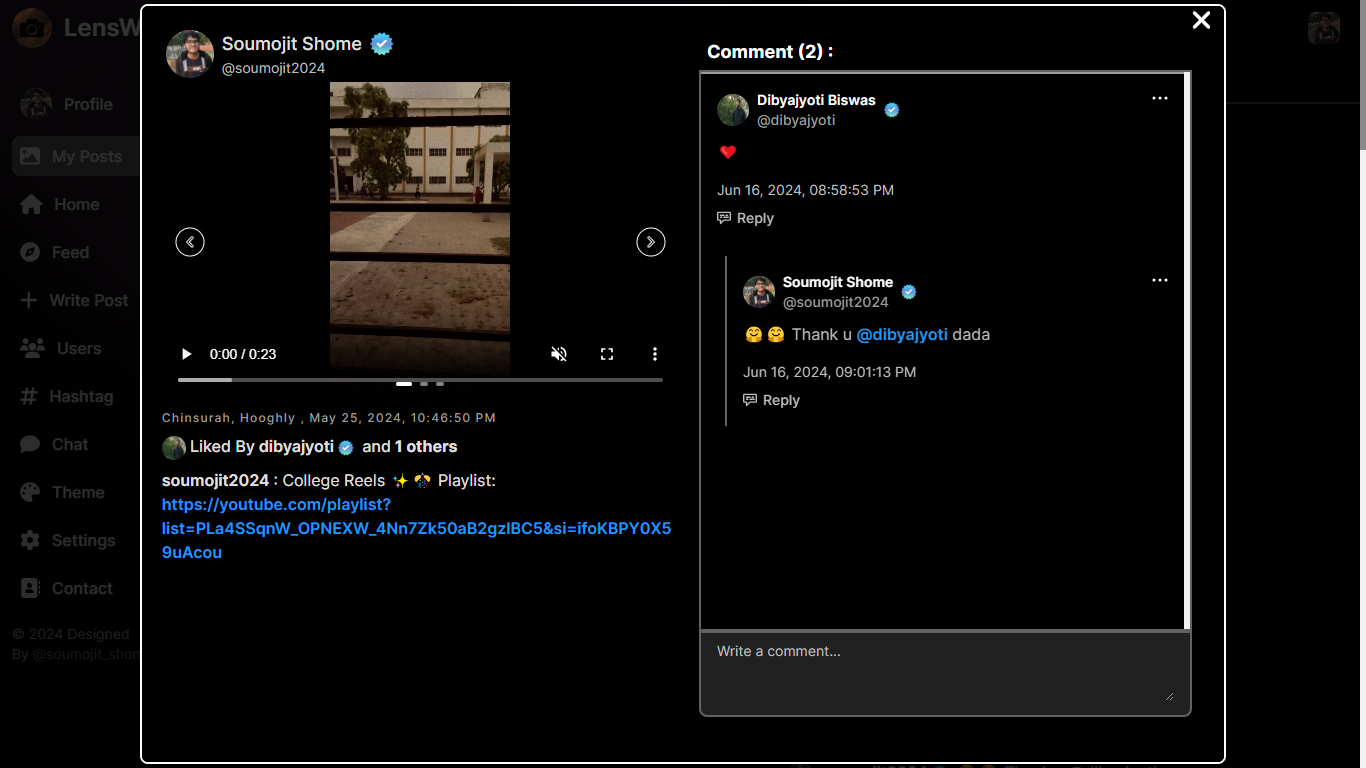 LensW
Profile
My Posts
Home
Feed
Write Post
Users
Hashtag
Chat
Theme
Settings
Contact
© 2024 Designed
By @soumojit_shom
Soumojit Shome
@soumojit2024
0:00 / 0:23
Chinsurah, Hooghly , May 25, 2024, 10:46:50 PM
Liked By dibyajyoti and 1 others
soumojit2024 : College Reels ✨ 🎊 Playlist:
https://youtube.com/playlist?
list=PLa4SSqnW_OPNEXW_4Nn7Zk50aB2gzlBC5&si=ifoKBPY0X5
9uAcou
Comment (2) :
Dibyajyoti Biswas
@dibyajyoti
❤️
Jun 16, 2024, 08:58:53 PM
Reply
Soumojit Shome
@soumojit2024
🤗 🤗 Thank u @dibyajyoti dada
Jun 16, 2024, 09:01:13 PM
Reply
Write a comment...